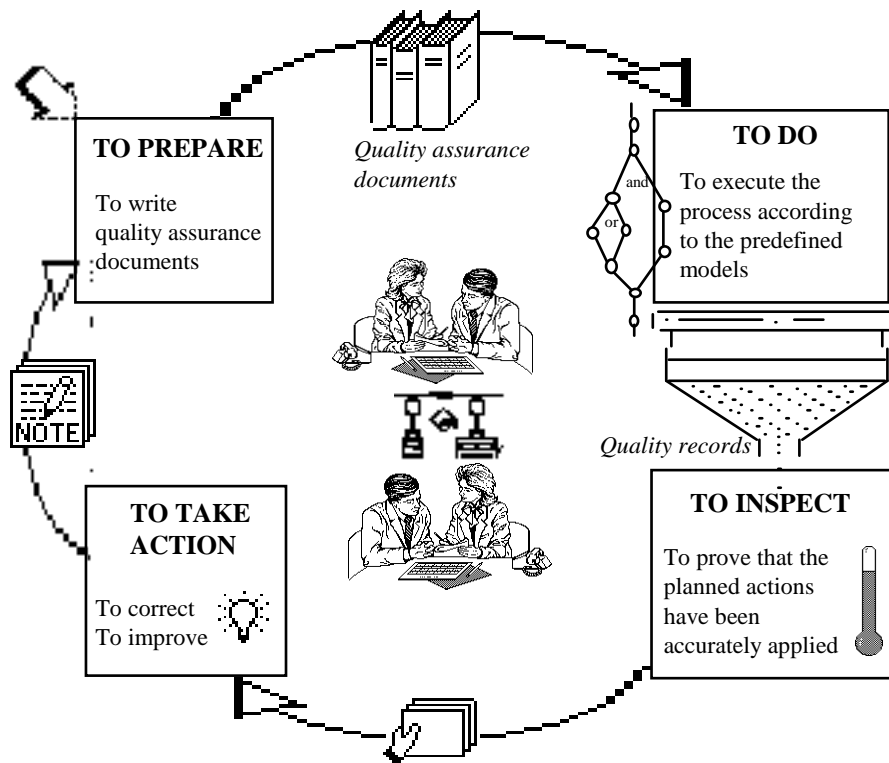 TO PREPARE
To write
quality assurance
documents
Quality assurance
documents
TO DO
To execute the
process according
to the predefined
models
and
or
Quality records
TO INSPECT
To prove that the
planned actions
have been
accurately applied
TO TAKE
ACTION
To correct
To improve
NOTE